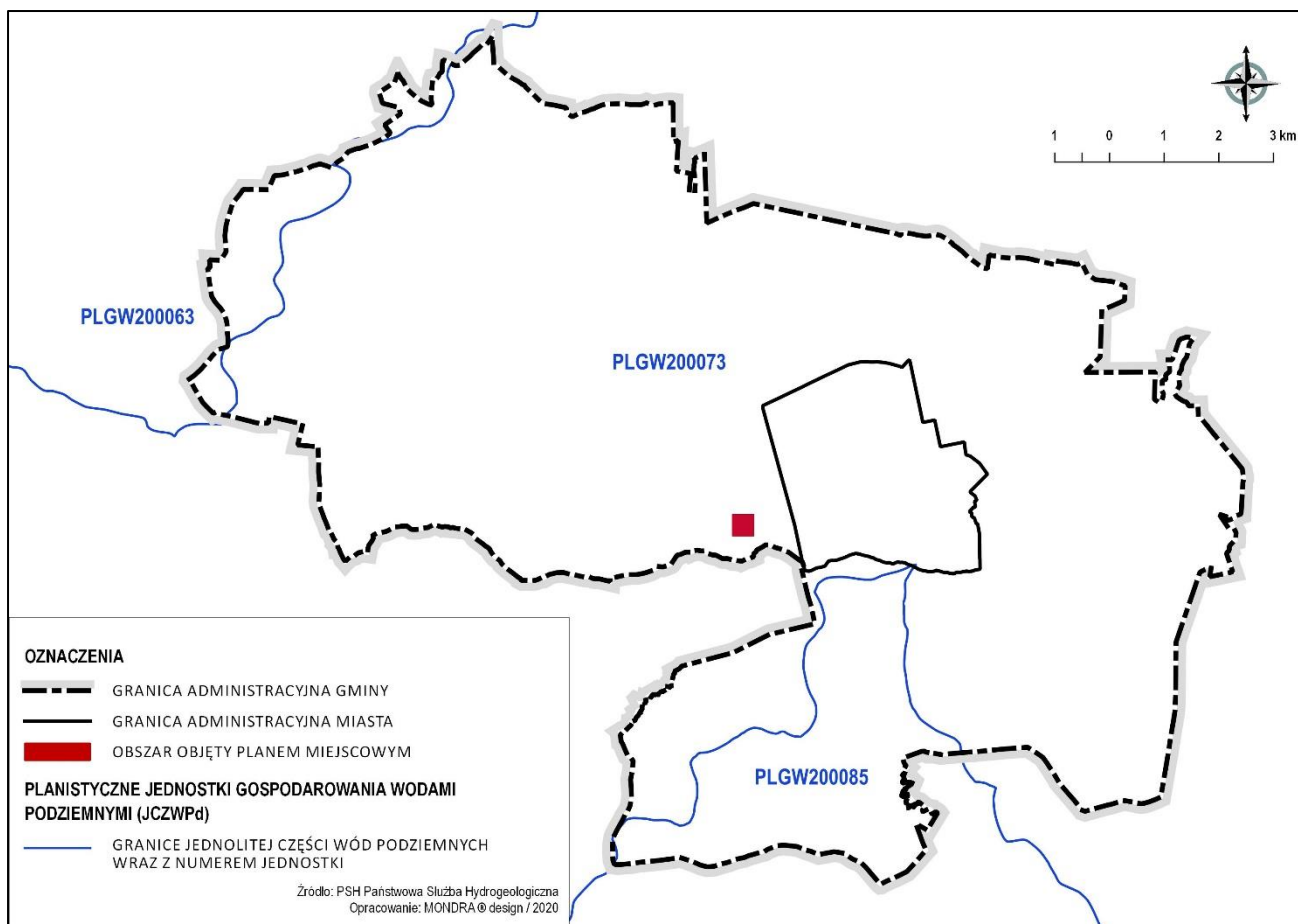 1 0 1 2 3 km
PLGW200063
PLGW200073
PLGW200085
OZNACZENIA
GRANICA ADMINISTRACYJNA GMINY
GRANICA ADMINISTRACYJNA MIASTA
OBSZAR OBJĘTY PLANEM MIEJSCOWYM
PLANISTYCZNE JEDNOSTKI GOSPODAROWANIA WODAMI
PODZIEMNYMI (JCZWPd)
GRANICE JEDNOLITEJ CZĘŚCI WÓD PODZIEMNYCH
WRAZ Z NUMEREM JEDNOSTKI
Źródło: PSH Państwowa Służba Hydrogeologiczna
Opracowanie: MONDRA ® design / 2020